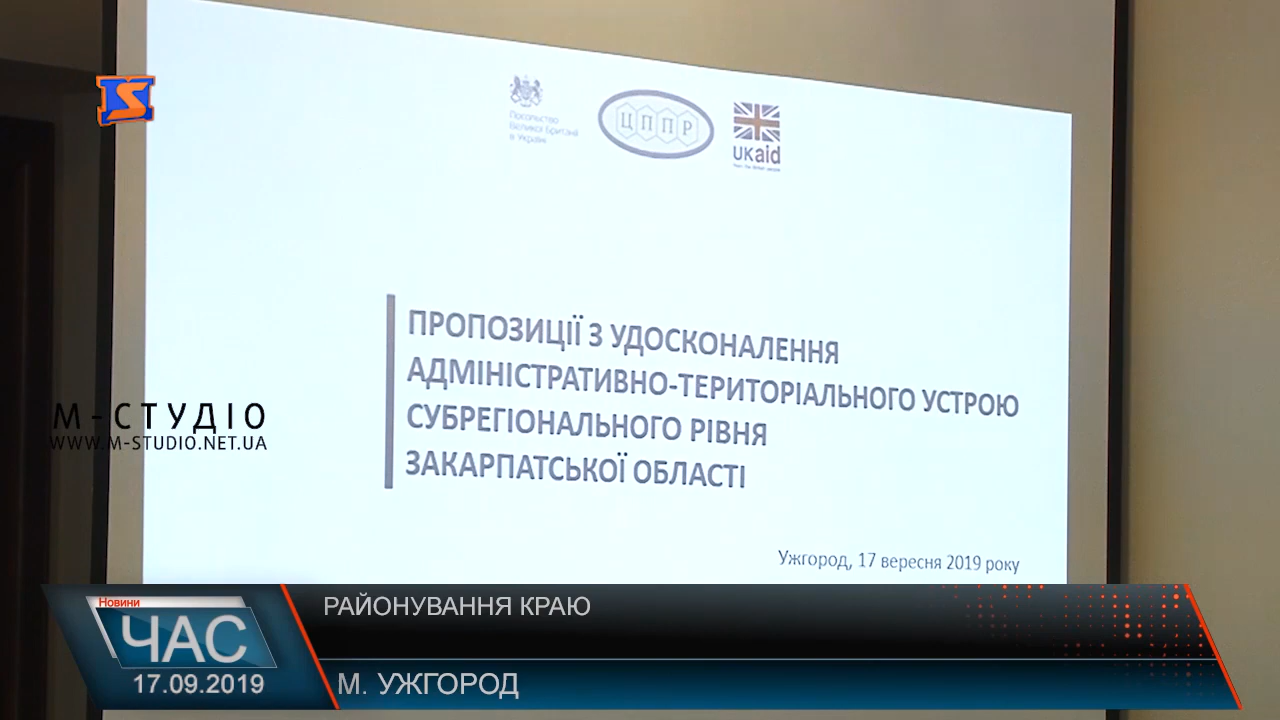 Посольство
Великої Британії
в Україні
ЦППР
UKaid
ПРОПОЗИЦІЇ З УДОСКОНАЛЕННЯ
АДМІНІСТРАТИВНО-ТЕРИТОРІАЛЬНОГО УСТРОЮ
СУБРЕГІОНАЛЬНОГО РІВНЯ
ЗАКАРПАТСЬКОЇ ОБЛАСТІ
Ужгород, 17 вересня 2019 року
М-СТУДІО
WWW.M-STUDIO.NET.UA
Новини
ЧАС
17.09.2019
РАЙОНУВАННЯ КРАЮ
М. УЖГОРОД